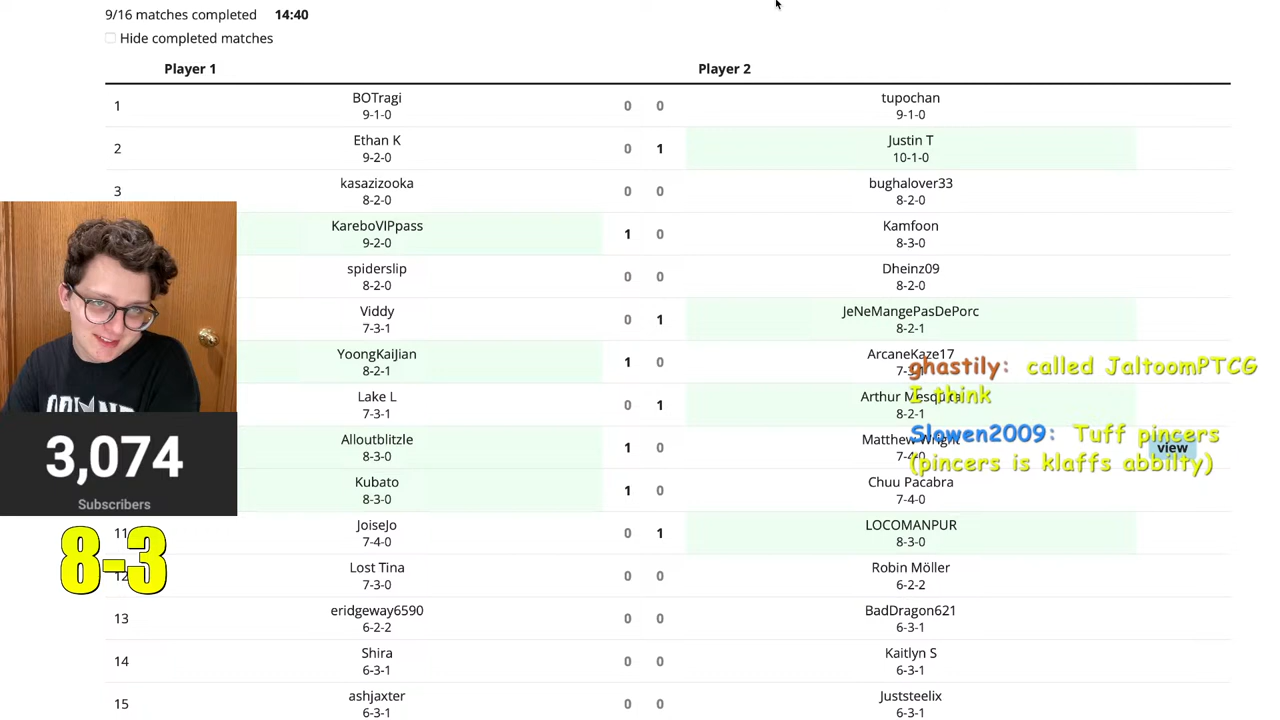 9/16 matches completed 14:40
Hide completed matches
Player 1 Player 2
1 BOTragi 0 0 tupochan
9-1-0 9-1-0
2 Ethan K 0 1 Justin T
9-2-0 10-1-0
3 kasazizooka 0 0 bughalover33
8-2-0 8-2-0
KareboVIPpass 1 0 Kamfoon
9-2-0 8-3-0
spiderslip 0 0 Dheinz09
8-2-0 8-2-0
Viddy 0 1 JeNeMangePasDePorc
7-3-1 8-2-1
YoongKaiJian 1 0 ArcaneKaze17
8-2-1
ghastily: called JaltoomPTCG
I think
Lake L 0 1 Arthur
7-3-1 8-2-1
Alloutblitzle 1 0 Matthew Wright view
8-3-0 7-4-0
Slowen2009: Tuff pincers
(pincers is klaffs abbilty)
Kubato 1 0 Chuu Pacabra
8-3-0 7-4-0
11 JoiseJo 0 1 LOCOMANPUR
7-4-0 8-3-0
12 Lost Tina 0 0 Robin Möller
7-3-0 6-2-2
13 eridgeway6590 0 0 BadDragon621
6-2-2 6-3-1
14 Shira 0 0 Kaitlyn S
6-3-1 6-3-1
15 ashjaxter 0 0 Juststeelix
6-3-1 6-3-1
3,074
Subscribers
8-3